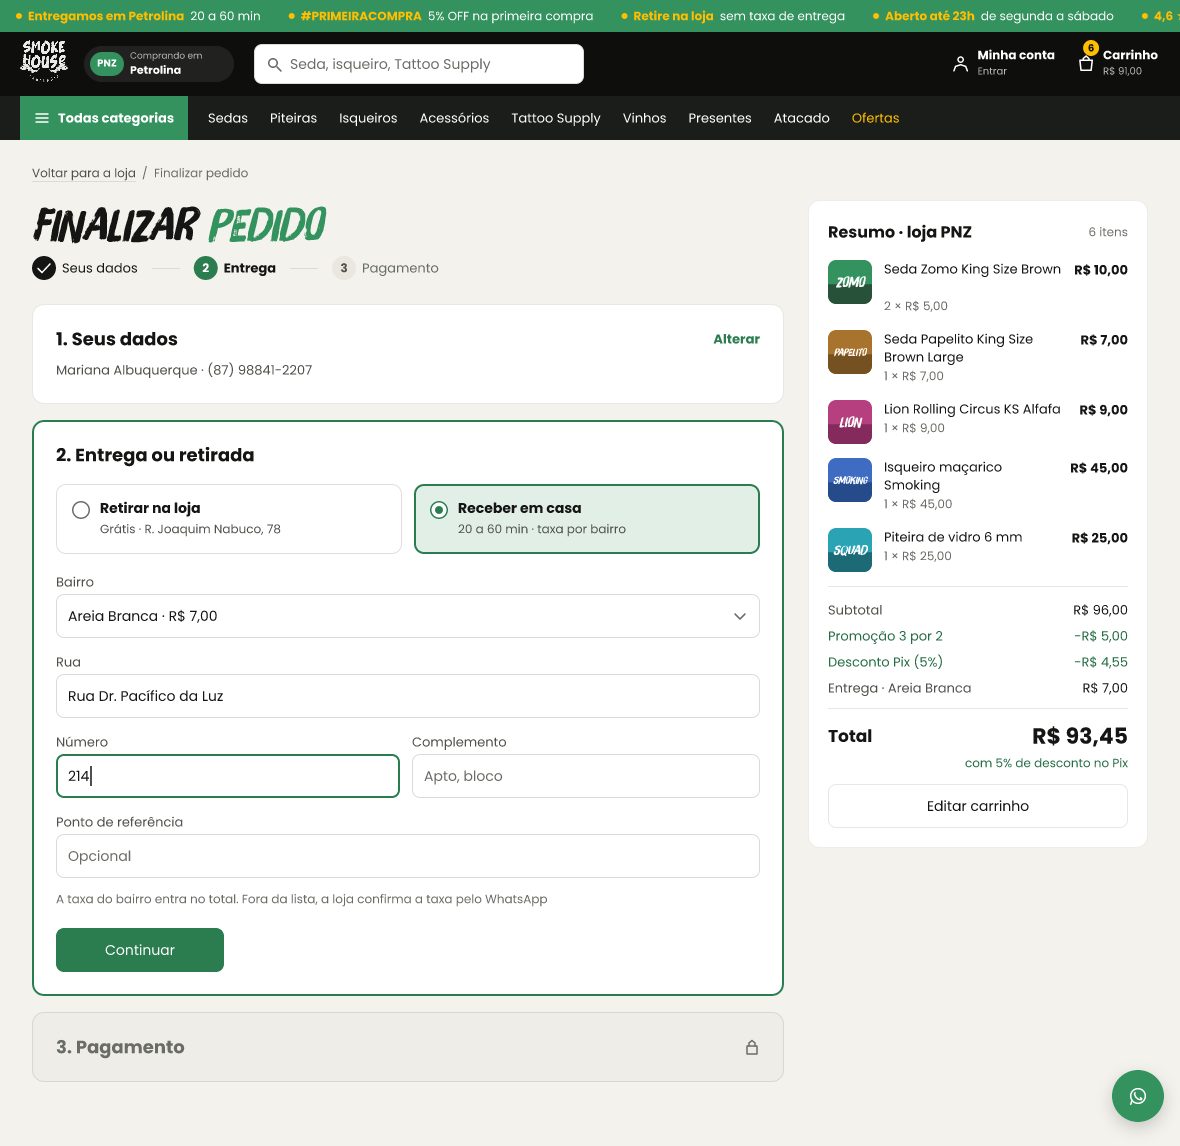 Entregamos em Petrolina 20 a 60 min
#PRIMEIRACOMPRA 5% OFF na primeira compra
Retire na loja sem taxa de entrega
Aberto até 23h de segunda a sábado
4,6
SMOKE HOUSE
PNZ
Comprando em
Petrolina
Seda, isqueiro, Tattoo Supply
Minha conta
Entrar
6
Carrinho
R$ 91,00
Todas categorias
Sedas
Piteiras
Isqueiros
Acessórios
Tattoo Supply
Vinhos
Presentes
Atacado
Ofertas
Voltar para a loja / Finalizar pedido
FINALIZAR PEDIDO
Seus dados
2 Entrega
3 Pagamento
1. Seus dados
Alterar
Mariana Albuquerque · (87) 98841-2207
2. Entrega ou retirada
Retirar na loja
Grátis · R. Joaquim Nabuco, 78
Receber em casa
20 a 60 min · taxa por bairro
Bairro
Areia Branca · R$ 7,00
Rua
Rua Dr. Pacífico da Luz
Número
214
Complemento
Apto, bloco
Ponto de referência
Opcional
A taxa do bairro entra no total. Fora da lista, a loja confirma a taxa pelo WhatsApp
Continuar
3. Pagamento
Resumo · loja PNZ
6 itens
ZOMO
Seda Zomo King Size Brown
R$ 10,00
2 × R$ 5,00
PAPELITO
Seda Papelito King Size
Brown Large
R$ 7,00
1 × R$ 7,00
LION
Lion Rolling Circus KS Alfafa
R$ 9,00
1 × R$ 9,00
SMOKING
Isqueiro maçarico
Smoking
R$ 45,00
1 × R$ 45,00
SQUAD
Piteira de vidro 6 mm
R$ 25,00
1 × R$ 25,00
Subtotal R$ 96,00
Promoção 3 por 2 -R$ 5,00
Desconto Pix (5%) -R$ 4,55
Entrega · Areia Branca R$ 7,00
Total R$ 93,45
com 5% de desconto no Pix
Editar carrinho